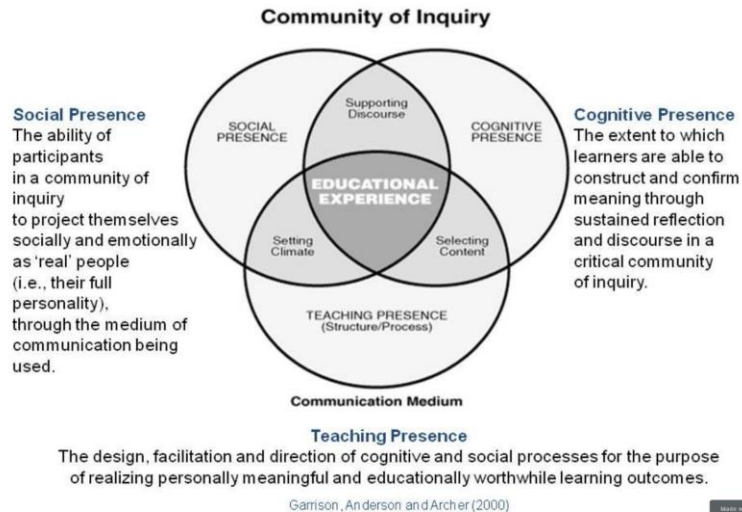 Community of Inquiry
Social Presence
The ability of
participants
in a community of
inquiry
to project themselves
socially and emotionally
as 'real' people
(i.e., their full
personality),
through the medium of
communication being
used.
SOCIAL
PRESENCE
Supporting
Discourse
COGNITIVE
PRESENCE
EDUCATIONAL
EXPERIENCE
Setting
Climate
Selecting
Content
TEACHING PRESENCE
(Structure/Process)
Communication Medium
Cognitive Presence
The extent to which
learners are able to
construct and confirm
meaning through
sustained reflection
and discourse in a
critical community
of inquiry.
Teaching Presence
The design, facilitation and direction of cognitive and social processes for the purpose
of realizing personally meaningful and educationally worthwhile learning outcomes.
Garrison, Anderson and Archer (2000)